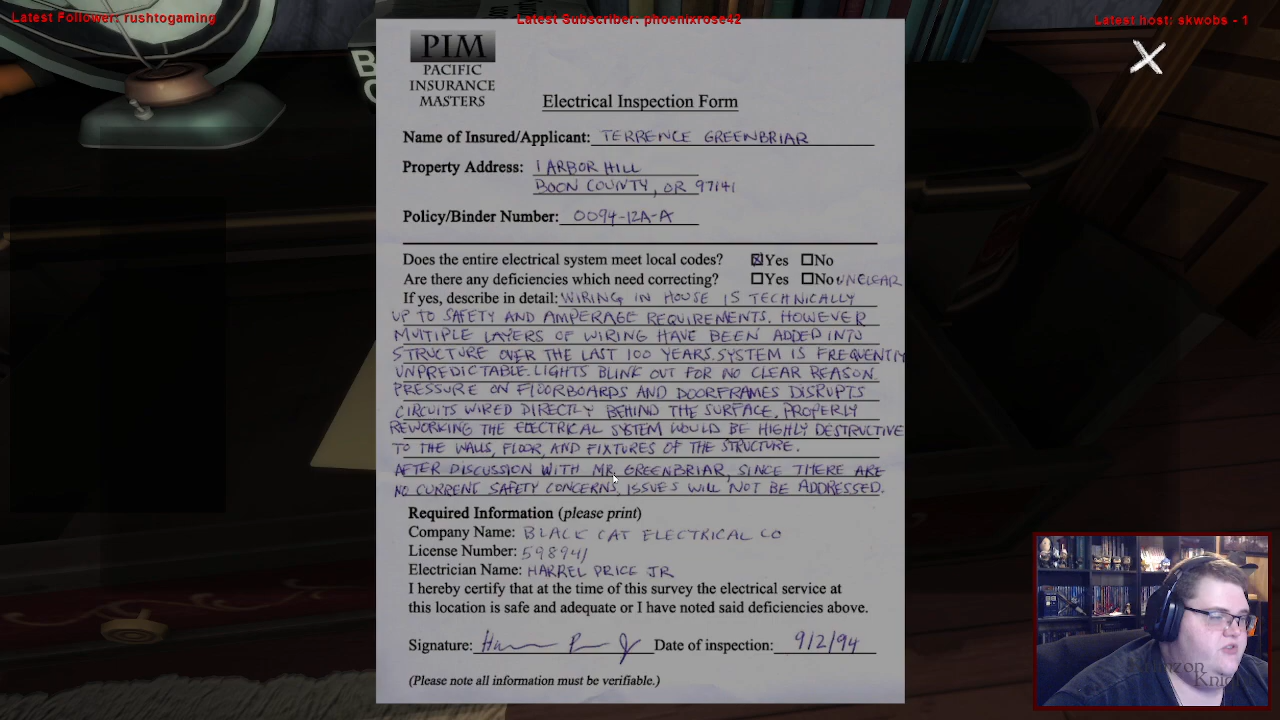 Latest Follower: rushtogaming
Latest Subscriber: phoenixrose42
Latest host: skwobs - 1
PIM
PACIFIC
INSURANCE
MASTERS
Electrical Inspection Form
Name of Insured/Applicant: TERRENCE GREENBRIAR
Property Address: 1 ARBOR HILL
BOON COUNTY, OR 97141
Policy/Binder Number: 0094-12A-A
Does the entire electrical system meet local codes? ☒Yes ☐No
Are there any deficiencies which need correcting? ☐Yes ☐No UNCLEAR
If yes, describe in detail: WIRING IN HOUSE IS TECHNICALLY
UP TO SAFETY AND AMPERAGE REQUIREMENTS. HOWEVER
MULTIPLE LAYERS OF WIRING HAVE BEEN ADDED INTO
STRUCTURE OVER THE LAST 100 YEARS. SYSTEM IS FREQUENTLY
UNPREDICTABLE. LIGHTS BLINK OUT FOR NO CLEAR REASON.
PRESSURE ON FLOORBOARDS AND DOORFRAMES DISRUPTS
CIRCUITS WIRED DIRECTLY BEHIND THE SURFACE. PROPERLY
REWORKING THE ELECTRICAL SYSTEM WOULD BE HIGHLY DESTRUCTIVE
TO THE WALLS, FLOOR, AND FIXTURES OF THE STRUCTURE.
AFTER DISCUSSION WITH MR. GREENBRIAR, SINCE THERE ARE
NO CURRENT SAFETY CONCERNS, ISSUES WILL NOT BE ADDRESSED.
Required Information (please print)
Company Name: BLACK CAT ELECTRICAL CO
License Number: 598941
Electrician Name: HARREL PRICE JR
I hereby certify that at the time of this survey the electrical service at
this location is safe and adequate or I have noted said deficiencies above.
Signature: Date of inspection: 9/2/94
(Please note all information must be verifiable.)